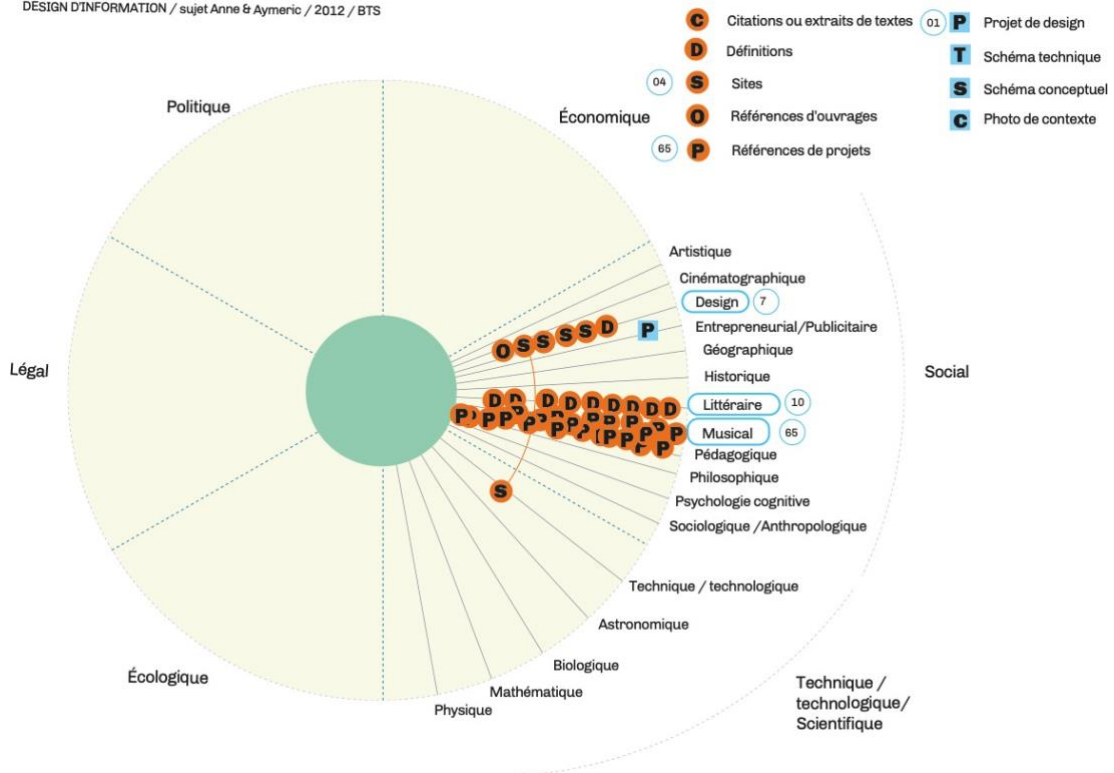 DESIGN D'INFORMATION / sujet Anne & Aymeric / 2012 / BTS
C Citations ou extraits de textes
D Définitions
04 S Sites
O Références d'ouvrages
65 P Références de projets
01 P Projet de design
T Schéma technique
S Schéma conceptuel
C Photo de contexte
Politique
Économique
Légal
Écologique
Social
Technique /
technologique/
Scientifique
Artistique
Cinématographique
Design 7
Entrepreneurial/Publicitaire
Géographique
Historique
Littéraire 10
Musical 65
Pédagogique
Philosophique
Psychologie cognitive
Sociologique /Anthropologique
Technique / technologique
Astronomique
Biologique
Mathématique
Physique
O S S S S D P
D D D D D D D D D
S